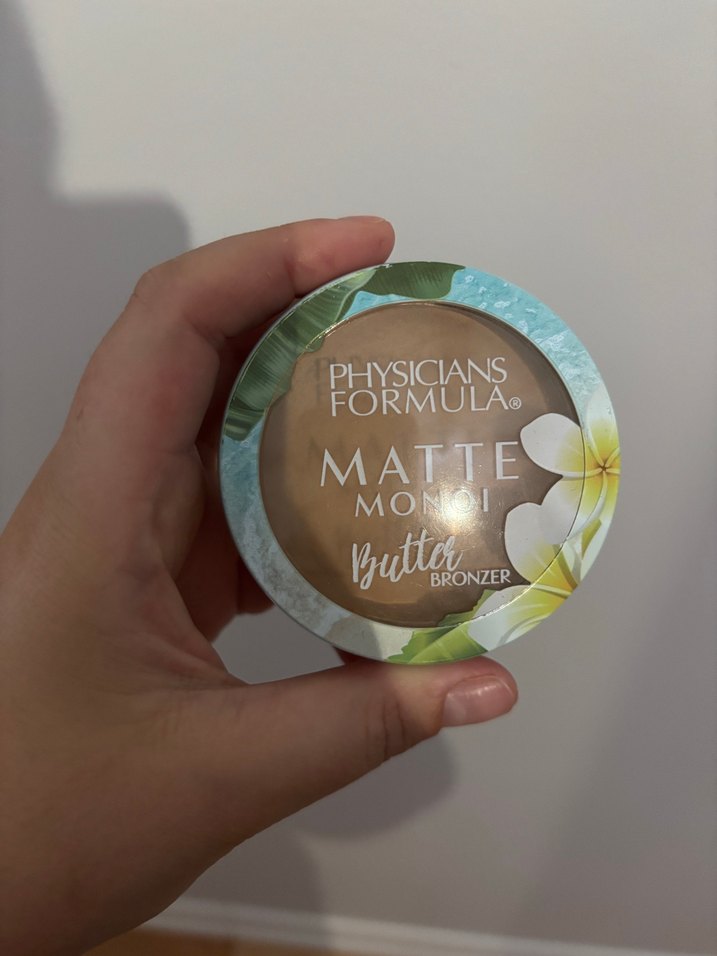 PHYSICIANS
FORMULA®
MATTE
MONOI
Butter
BRONZER